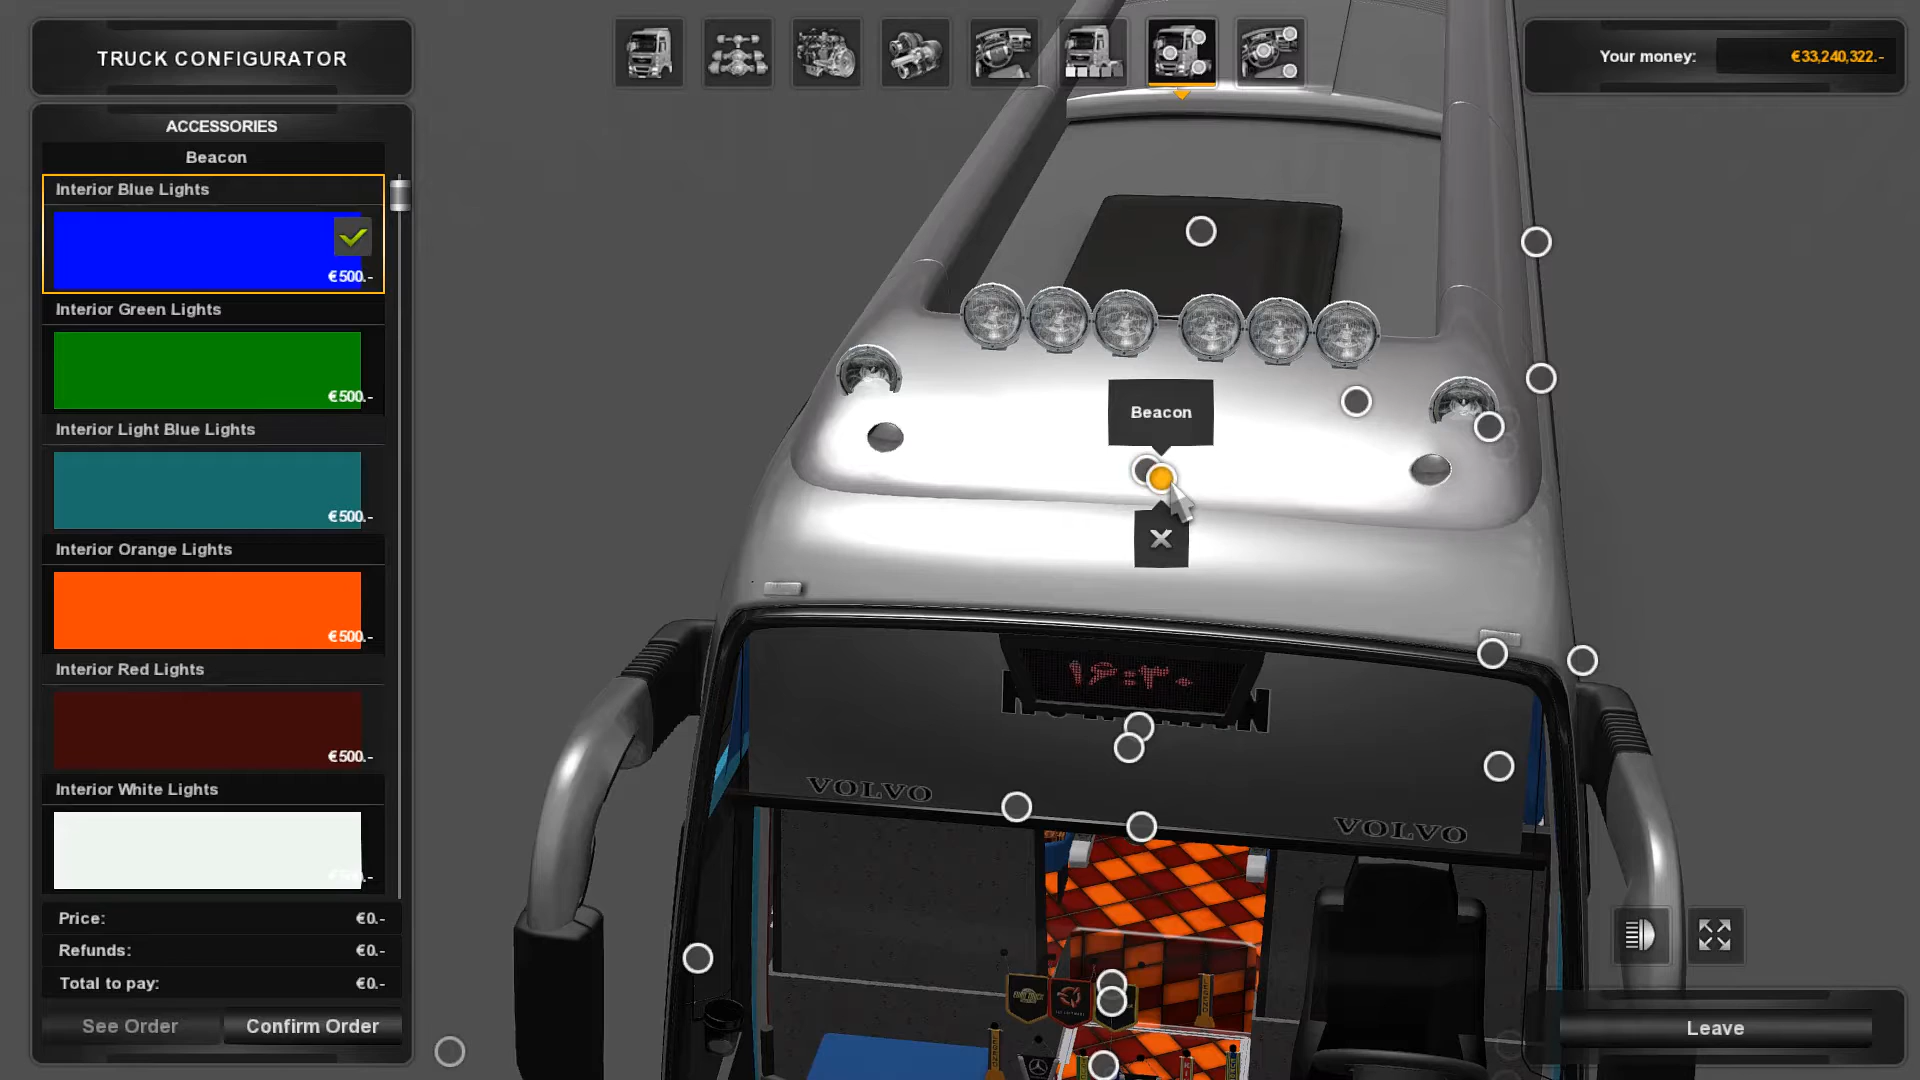 TRUCK CONFIGURATOR
Your money:
€33,240,322.-
ACCESSORIES
Beacon
Interior Blue Lights
€500.-
Interior Green Lights
€500.-
Interior Light Blue Lights
€500.-
Interior Orange Lights
€500.-
Interior Red Lights
€500.-
Interior White Lights
Price:
€0.-
Refunds:
€0.-
Total to pay:
€0.-
See Order
Confirm Order
Beacon
۱۶:۳۰
VOLVO
VOLVO
Leave